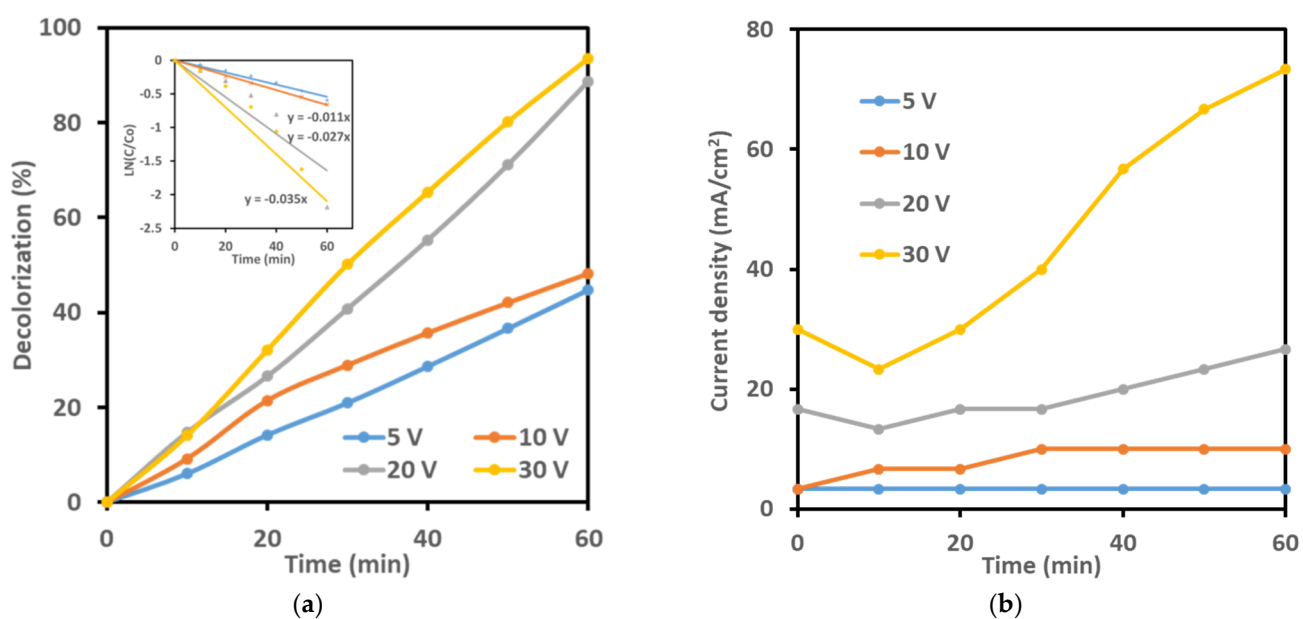 100
80
60
40
20
0
Decolorization (%)
0
-0.5
-1
-1.5
-2
-2.5
LN(C/Co)
y = -0.011x
y = -0.027x
y = -0.035x
0 20 40 60
Time (min)
5 V 10 V
20 V 30 V
0 20 40 60
Time (min)
(a)
80
60
40
20
0
Current density (mA/cm²)
5 V
10 V
20 V
30 V
0 20 40 60
Time (min)
(b)